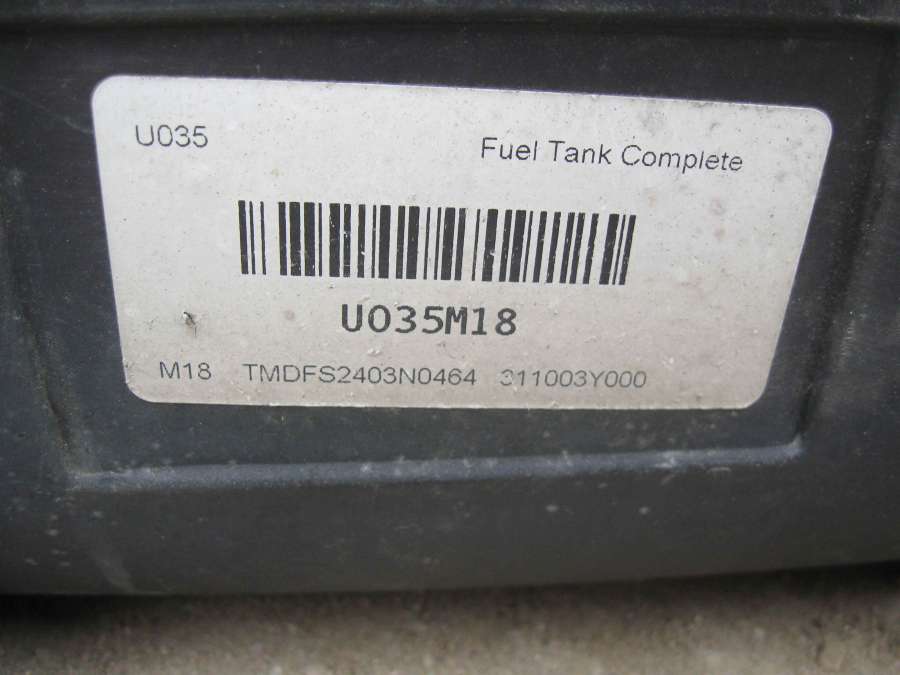 U035 Fuel Tank Complete
U035M18
M18 TMDFS2403N0464 311003Y000